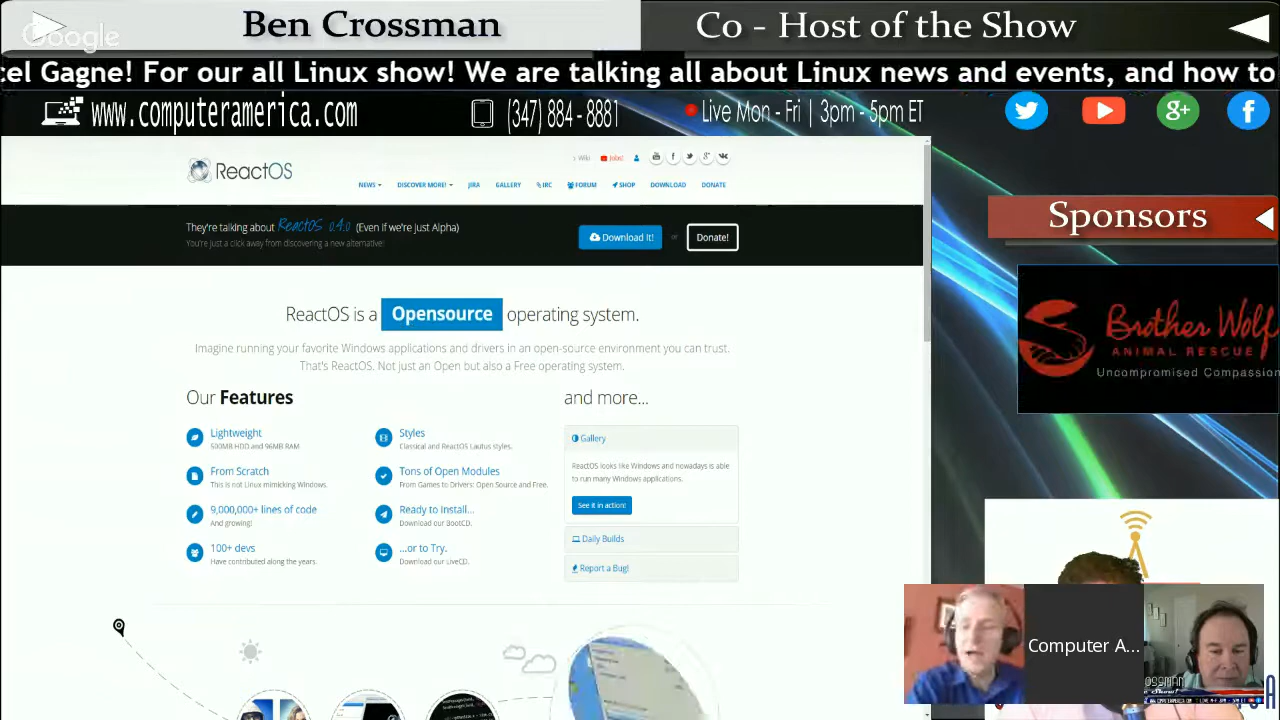 Google
Ben Crossman
Co - Host of the Show
cel Gagne! For our all Linux show! We are talking all about Linux news and events, and how to
www.computeramerica.com
(347) 884 - 8881
Live Mon - Fri | 3pm - 5pm ET
ReactOS
Wiki
Jobs!
NEWS
DISCOVER MORE!
JIRA
GALLERY
IRC
FORUM
SHOP
DOWNLOAD
DONATE
They're talking about ReactOS 0.4.0 (Even if we're just Alpha)
You're just a click away from discovering a new alternative!
Download It!
or
Donate!
ReactOS is a Opensource operating system.
Imagine running your favorite Windows applications and drivers in an open-source environment you can trust.
That's ReactOS. Not just an Open but also a Free operating system.
Our Features
Lightweight
500MB HDD and 96MB RAM
From Scratch
This is not Linux mimicking Windows.
9,000,000+ lines of code
And growing!
100+ devs
Have contributed along the years.
Styles
Classical and ReactOS Lautus styles.
Tons of Open Modules
From Games to Drivers: Open Source and Free.
Ready to Install...
Download our BootCD.
...or to Try.
Download our LiveCD.
and more...
Gallery
ReactOS looks like Windows and nowadays is able
to run many Windows applications.
See it in action!
Daily Builds
Report a Bug!
Sponsors
Brother Wolf
ANIMAL RESCUE
Uncompromised Compassion
Computer A...